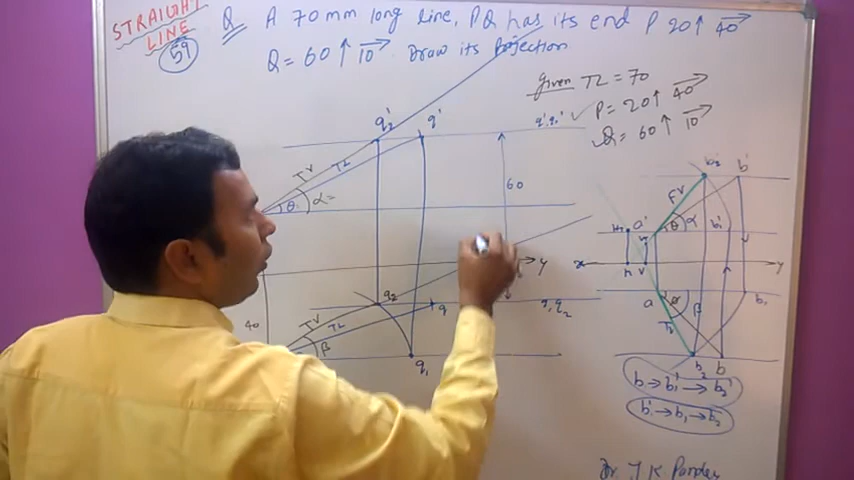 STRAIGHT
LINE
59
Q A 70 mm long line, PQ has its end P 20↑ 40→
Q = 60↑ 10→ Draw its projection
Given TL = 70
P = 20↑ 40→
Q = 60↑ 10→
q2' q' q', q1'
TV TL
θ α =
60
y
q2 q q, q2
40
TV TL
β
q1
b2' b'
FV
a' θ α b1'
x h v y
a b1
β
b2 b
b → b1' → b2'
b' → b1 → b2
Dr. J K Pandey